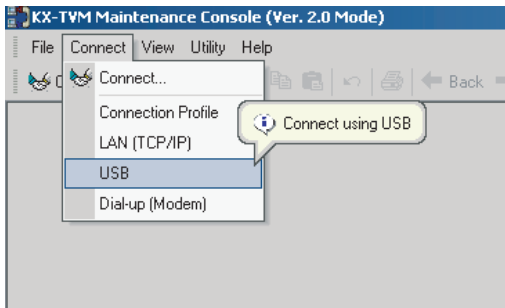 KX-TVM Maintenance Console (Ver. 2.0 Mode)
File Connect View Utility Help
Connect... Back
Connection Profile
Connect using USB
LAN (TCP/IP)
USB
Dial-up (Modem)